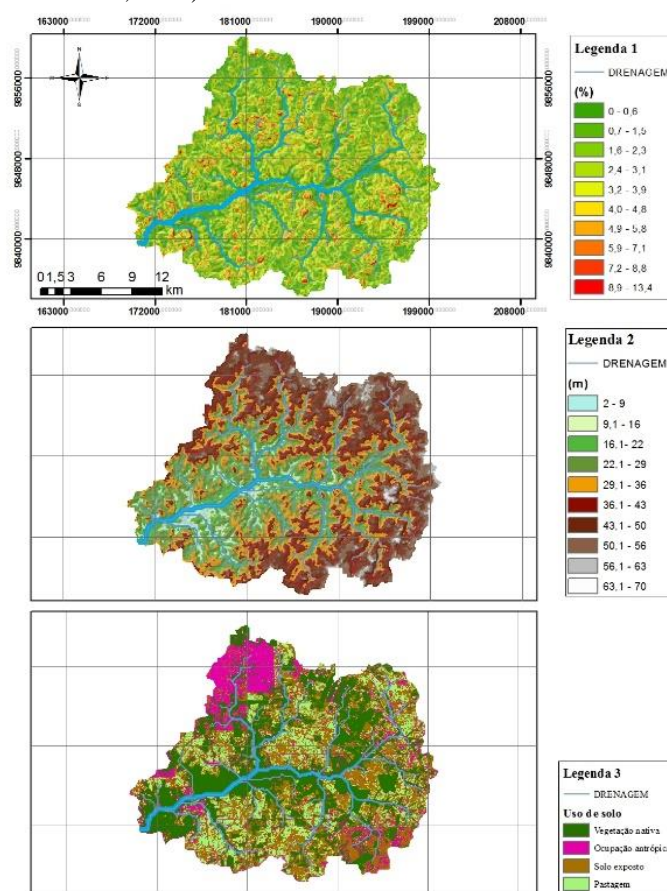 163000 172000 181000 190000 199000 208000
N
9856000
9848000
9840000
0 1,5 3 6 9 12
km
163000 172000 181000 190000 199000 208000
Legenda 1
DRENAGEM
(%)
0 - 0,6
0,7 - 1,5
1,6 - 2,3
2,4 - 3,1
3,2 - 3,9
4,0 - 4,8
4,9 - 5,8
5,9 - 7,1
7,2 - 8,8
8,9 - 13,4
Legenda 2
DRENAGEM
(m)
2 - 9
9,1 - 16
16,1 - 22
22,1 - 29
29,1 - 36
36,1 - 43
43,1 - 50
50,1 - 56
56,1 - 63
63,1 - 70
Legenda 3
DRENAGEM
Uso de solo
Vegetação nativa
Ocupação antrópic
Solo exposto
Pastagem